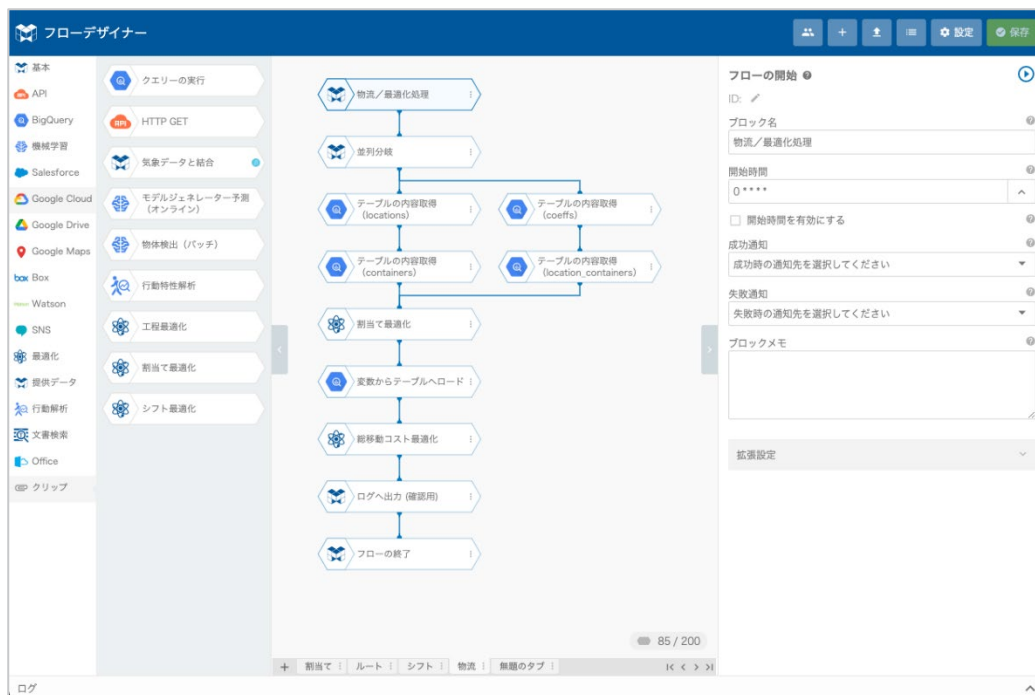 フローデザイナー
設定
保存
基本
API
BigQuery
機械学習
Salesforce
Google Cloud
Google Drive
Google Maps
box Box
Watson
SNS
最適化
提供データ
行動解析
文書検索
Office
クリップ
クエリーの実行
API HTTP GET
気象データと結合
モデルジェネレーター予測
（オンライン）
物体検出（バッチ）
行動特性解析
工程最適化
割当て最適化
シフト最適化
物流／最適化処理
並列分岐
テーブルの内容取得
(locations)
テーブルの内容取得
(coeffs)
テーブルの内容取得
(containers)
テーブルの内容取得
(location_containers)
割当て最適化
変数からテーブルへロード
総移動コスト最適化
ログへ出力 (確認用)
フローの終了
85 / 200
割当て
ルート
シフト
物流
無題のタブ
フローの開始
ID:
ブロック名
物流／最適化処理
開始時間
0 * * * *
開始時間を有効にする
成功通知
成功時の通知先を選択してください
失敗通知
失敗時の通知先を選択してください
ブロックメモ
拡張設定
ログ